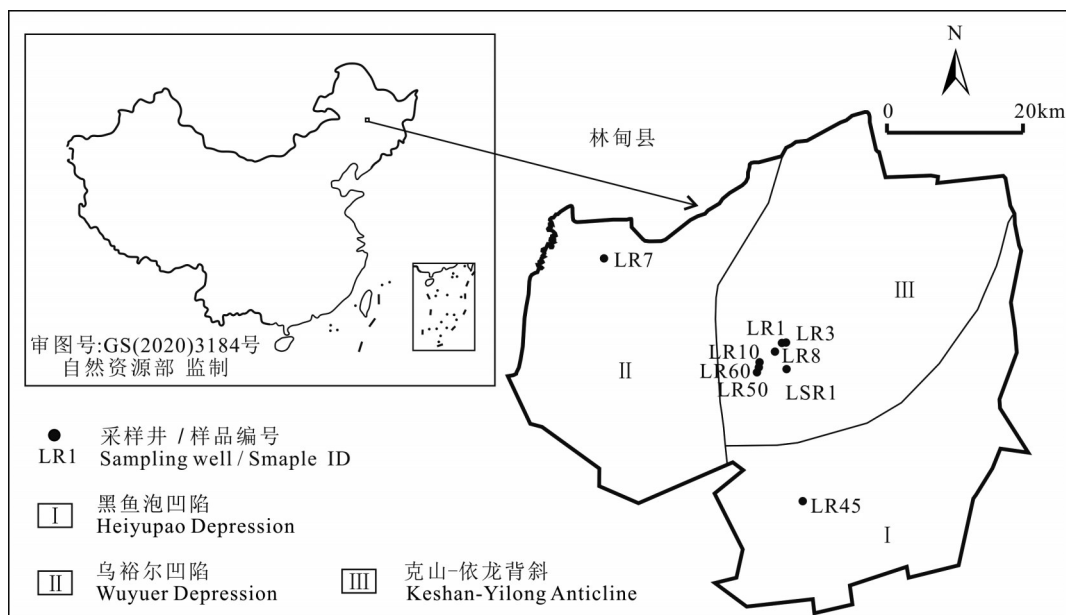 N
0 20km
林甸县
LR7
III
LR1 LR3
LR10 LR8
LR60
LR50 LSR1
II
LR45
I
审图号:GS(2020)3184号
自然资源部 监制
采样井 / 样品编号
LR1 Sampling well / Smaple ID
I 黑鱼泡凹陷
Heiyupao Depression
II 乌裕尔凹陷
Wuyuer Depression
III 克山-依龙背斜
Keshan-Yilong Anticline